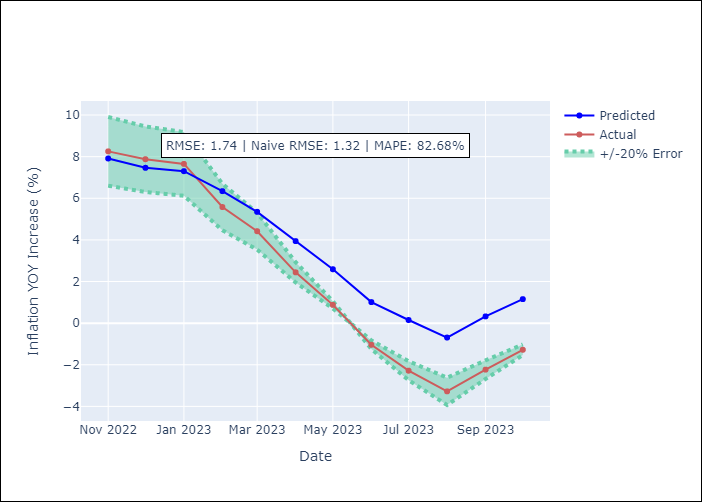 RMSE: 1.74 | Naive RMSE: 1.32 | MAPE: 82.68%
Predicted
Actual
+/-20% Error
Inflation YOY Increase (%)
10
8
6
4
2
0
−2
−4
Nov 2022
Jan 2023
Mar 2023
May 2023
Jul 2023
Sep 2023
Date